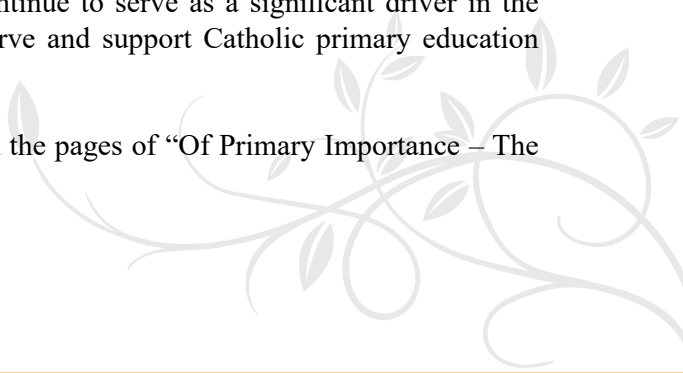 ntinue to serve as a significant driver in the
rve and support Catholic primary education
the pages of “Of Primary Importance – The